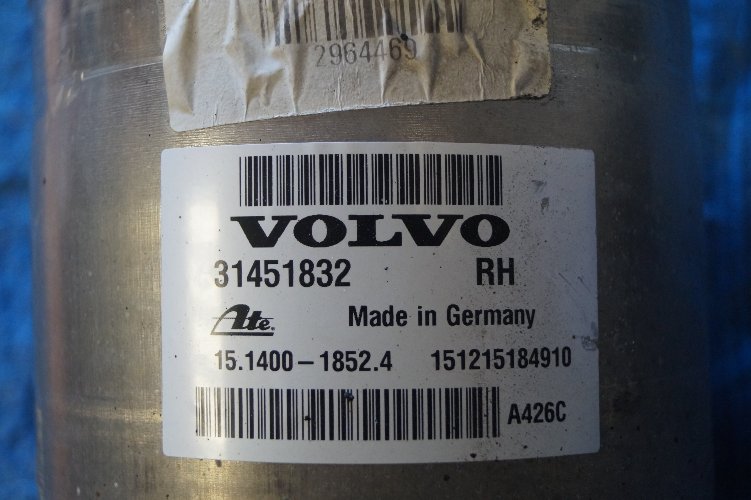 2964469
VOLVO
31451832 RH
Ate® Made in Germany
15.1400-1852.4 151215184910
A426C